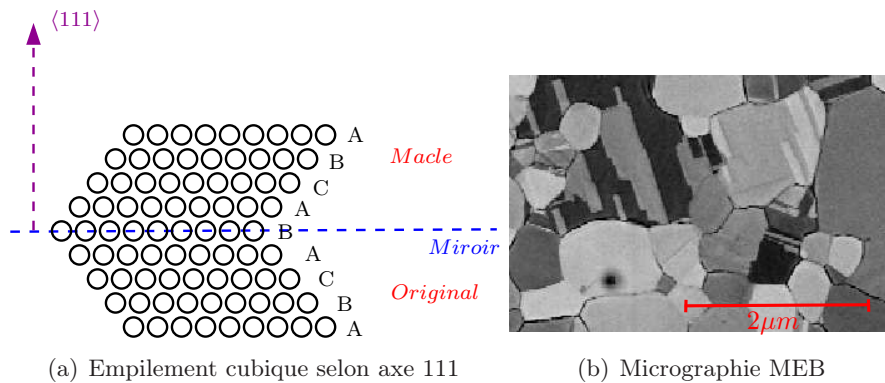 ⟨111⟩
A
B
C
A
B
A
C
B
A
Macle
Miroir
Original
2μm
(a) Empilement cubique selon axe 111
(b) Micrographie MEB